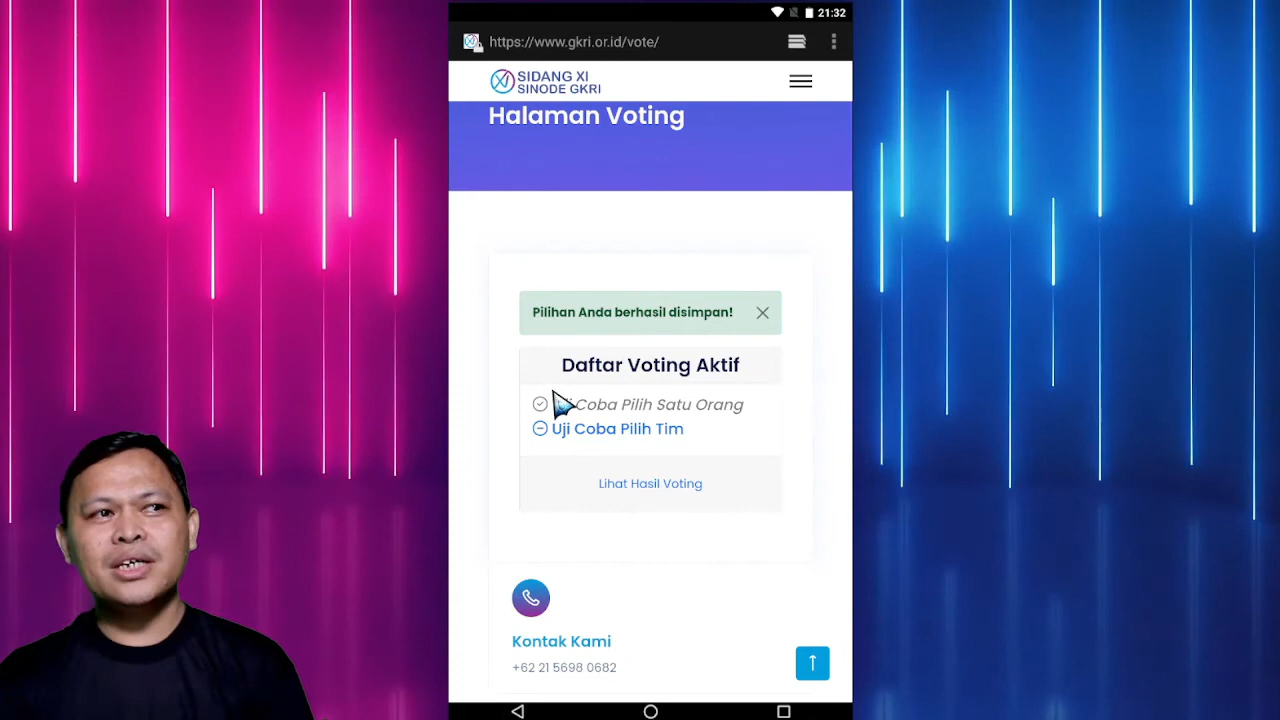 21:32
https://www.gkri.or.id/vote/
SIDANG XI
SINODE GKRI
Halaman Voting
Pilihan Anda berhasil disimpan!
Daftar Voting Aktif
Coba Pilih Satu Orang
Uji Coba Pilih Tim
Lihat Hasil Voting
Kontak Kami
+62 21 5698 0682